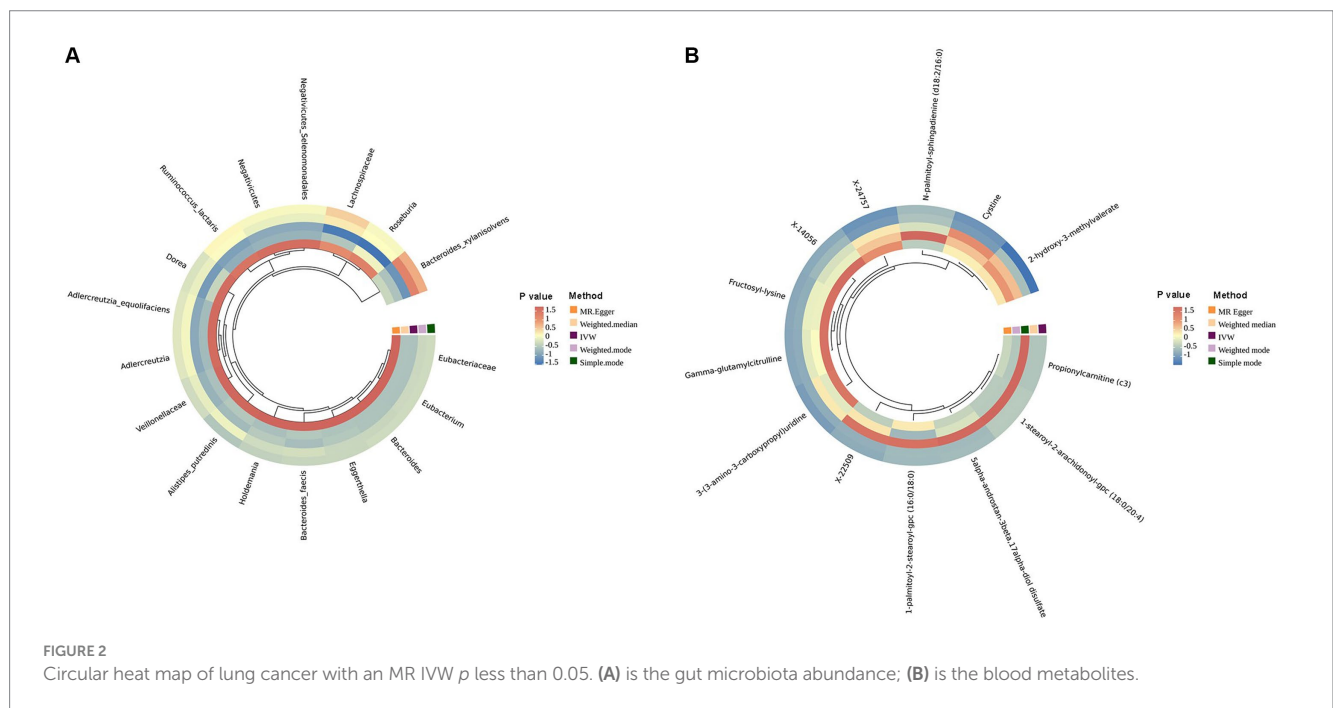 A
Negativicutes_Selenomonadales
Lachnospiraceae
Roseburia
Bacteroides_xylanisolvens
Negativicutes
Ruminococcus_lactaris
Dorea
Adlercreutzia_equolifaciens
Adlercreutzia
Veillonellaceae
Alistipes_putredinis
Holdemania
Bacteroides_faecis
Eggerthella
Bacteroides
Eubacterium
Eubacteriaceae
P value
1.5
1
0.5
0
-0.5
-1
-1.5
Method
MR.Egger
Weighted.median
IVW
Weighted.mode
Simple.mode
B
N-palmitoyl-sphingadienine (d18:2/16:0)
Cystine
2-hydroxy-3-methylvalerate
X-24757
X-14056
Fructosyl-lysine
Gamma-glutamylcitrulline
3-(3-amino-3-carboxypropyl)uridine
X-22509
1-palmitoyl-2-stearoyl-gpc (16:0/18:0)
5alpha-androstan-3beta,17alpha-diol disulfate
1-stearoyl-2-arachidonoyl-gpc (18:0/20:4)
Propionylcarnitine (c3)
P value
1.5
1
0.5
0
-0.5
-1
Method
MR Egger
Weighted median
IVW
Weighted mode
Simple mode
FIGURE 2
Circular heat map of lung cancer with an MR IVW p less than 0.05. (A) is the gut microbiota abundance; (B) is the blood metabolites.